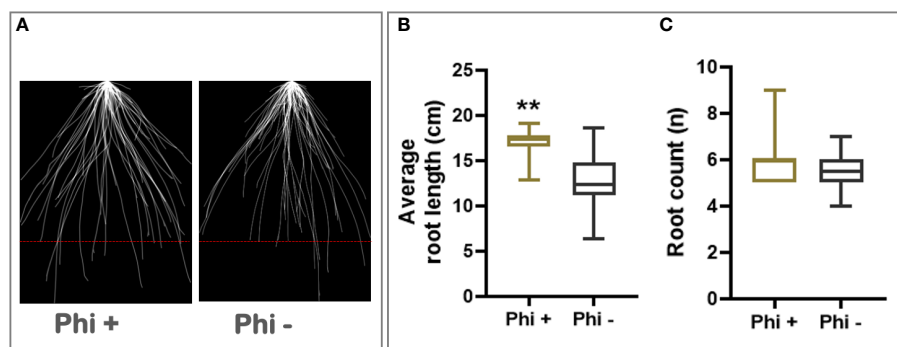 A
Phi +
Phi -
B
Average
root length (cm)
25
20
15
10
5
0
**
Phi +
Phi -
C
Root count (n)
10
8
6
4
2
0
Phi +
Phi -